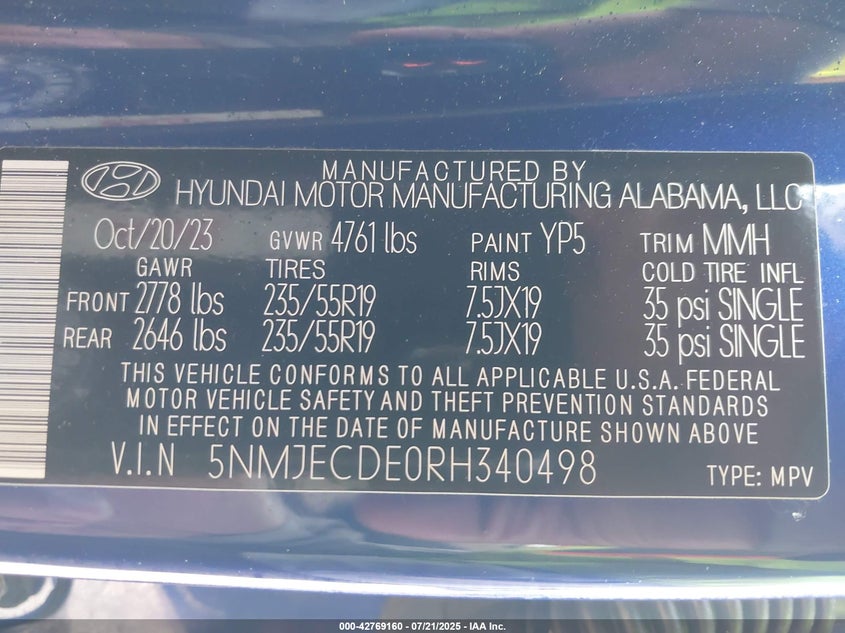 MANUFACTURED BY
HYUNDAI MOTOR MANUFACTURING ALABAMA, LLC
Oct/20/23 GVWR 4761 lbs PAINT YP5 TRIM MMH
GAWR TIRES RIMS COLD TIRE INFL
FRONT 2778 lbs 235/55R19 7.5JX19 35 psi SINGLE
REAR 2646 lbs 235/55R19 7.5JX19 35 psi SINGLE
THIS VEHICLE CONFORMS TO ALL APPLICABLE U.S.A. FEDERAL
MOTOR VEHICLE SAFETY AND THEFT PREVENTION STANDARDS
IN EFFECT ON THE DATE OF MANUFACTURE SHOWN ABOVE
V.I.N 5NMJECDE0RH340498 TYPE: MPV
000-42769160 - 07/21/2025 - IAA Inc.